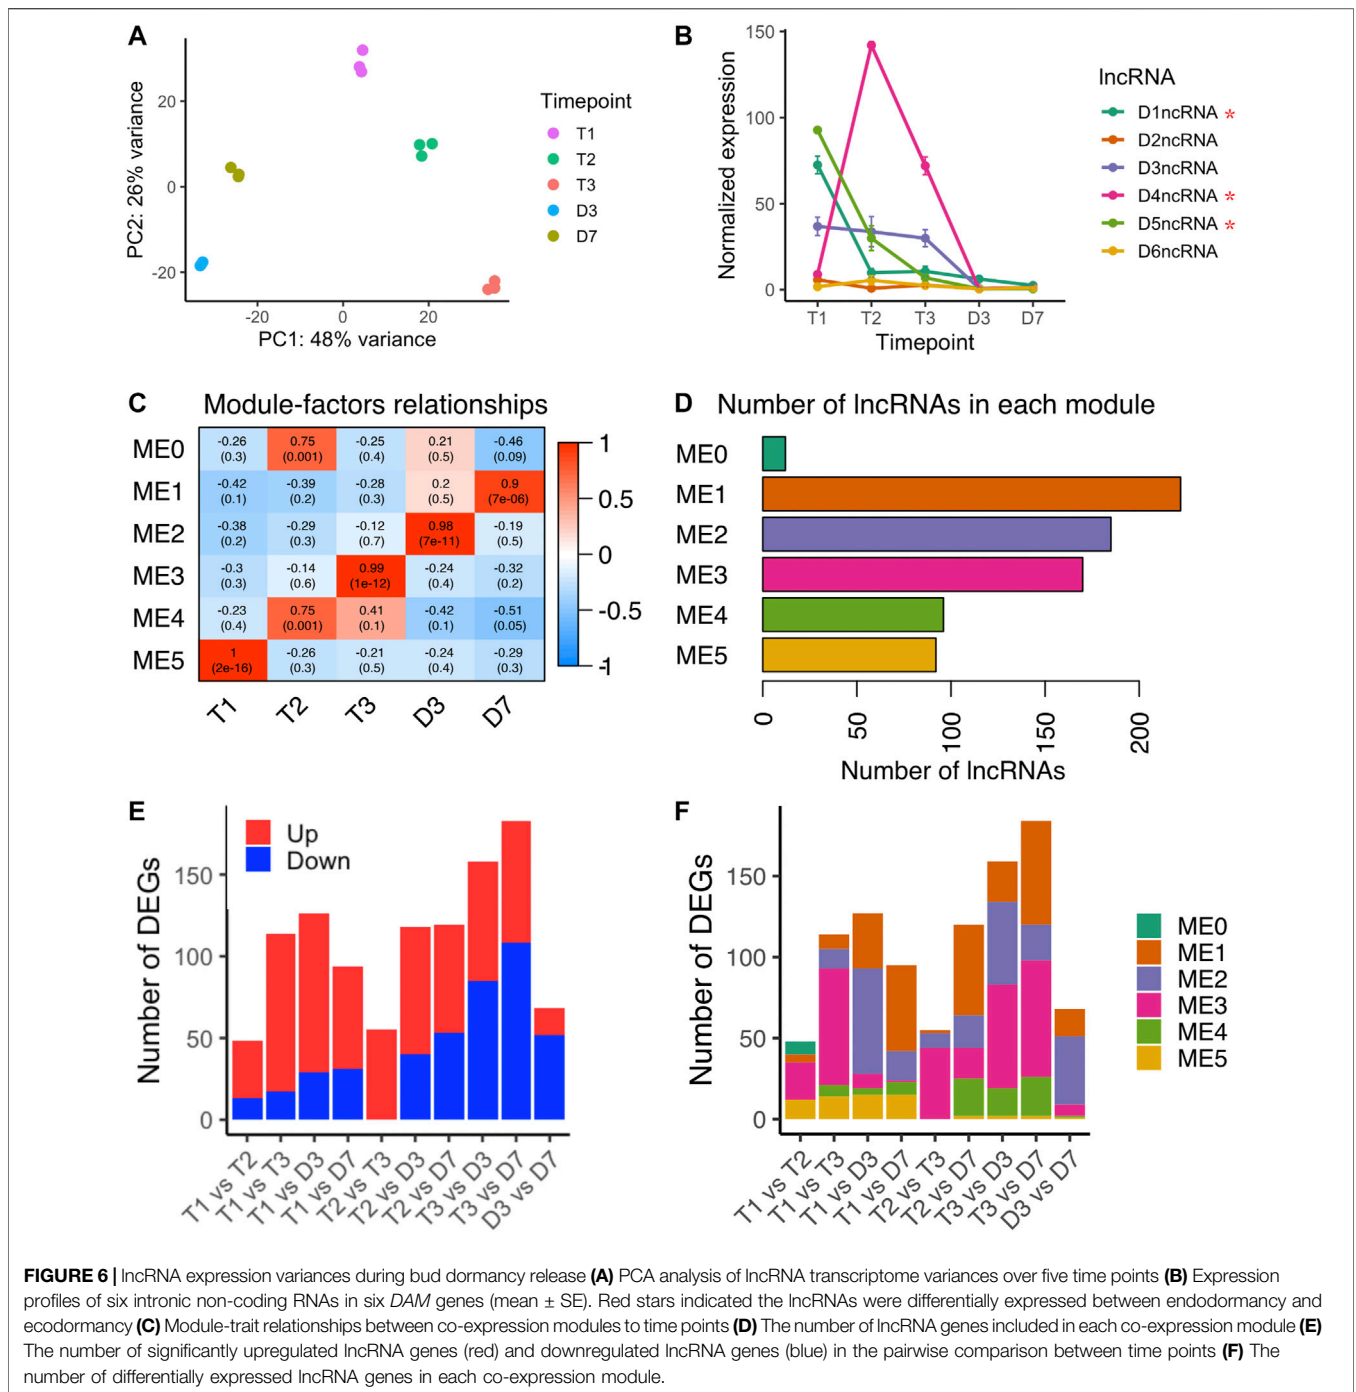 A
PC2: 26% variance
20
0
-20
-20
0
20
PC1: 48% variance
Timepoint
T1
T2
T3
D3
D7
B
Normalized expression
150
100
50
0
T1 T2 T3 D3 D7
Timepoint
lncRNA
D1ncRNA *
D2ncRNA
D3ncRNA
D4ncRNA *
D5ncRNA *
D6ncRNA
C Module-factors relationships
ME0 -0.26 0.75 -0.25 0.21 -0.46
(0.3) (0.001) (0.4) (0.5) (0.09)
ME1 -0.42 -0.39 -0.28 0.2 0.9
(0.1) (0.2) (0.3) (0.5) (7e-06)
ME2 -0.38 -0.29 -0.12 0.98 -0.19
(0.2) (0.3) (0.7) (7e-11) (0.5)
ME3 -0.3 -0.14 0.99 -0.24 -0.32
(0.3) (0.6) (1e-12) (0.4) (0.2)
ME4 -0.23 0.75 0.41 -0.42 -0.51
(0.4) (0.001) (0.1) (0.1) (0.05)
ME5 1 -0.26 -0.21 -0.24 -0.29
(2e-16) (0.3) (0.5) (0.4) (0.3)
T1 T2 T3 D3 D7
1
0.5
0
-0.5
-1
D Number of lncRNAs in each module
ME0
ME1
ME2
ME3
ME4
ME5
0 50 100 150 200
Number of lncRNAs
E
Number of DEGs
150
100
50
0
Up
Down
T1 vs T2
T1 vs T3
T1 vs D3
T1 vs D7
T2 vs T3
T2 vs D3
T2 vs D7
T3 vs D3
T3 vs D7
D3 vs D7
F
Number of DEGs
150
100
50
0
T1 vs T2
T1 vs T3
T1 vs D3
T1 vs D7
T2 vs T3
T2 vs D7
T3 vs D3
T3 vs D7
D3 vs D7
ME0
ME1
ME2
ME3
ME4
ME5
FIGURE 6 | lncRNA expression variances during bud dormancy release (A) PCA analysis of lncRNA transcriptome variances over five time points (B) Expression
profiles of six intronic non-coding RNAs in six DAM genes (mean ± SE). Red stars indicated the lncRNAs were differentially expressed between endodormancy and
ecodormancy (C) Module-trait relationships between co-expression modules to time points (D) The number of lncRNA genes included in each co-expression module (E)
The number of significantly upregulated lncRNA genes (red) and downregulated lncRNA genes (blue) in the pairwise comparison between time points (F) The
number of differentially expressed lncRNA genes in each co-expression module.